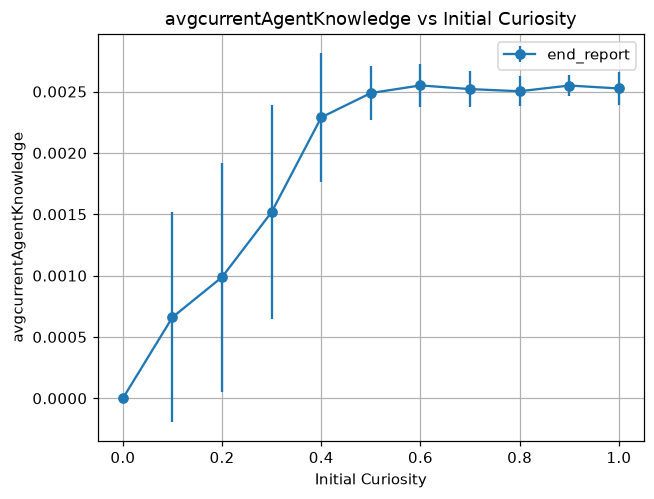 avgcurrentAgentKnowledge vs Initial Curiosity
end_report
avgcurrentAgentKnowledge
0.0025
0.0020
0.0015
0.0010
0.0005
0.0000
0.0 0.2 0.4 0.6 0.8 1.0
Initial Curiosity